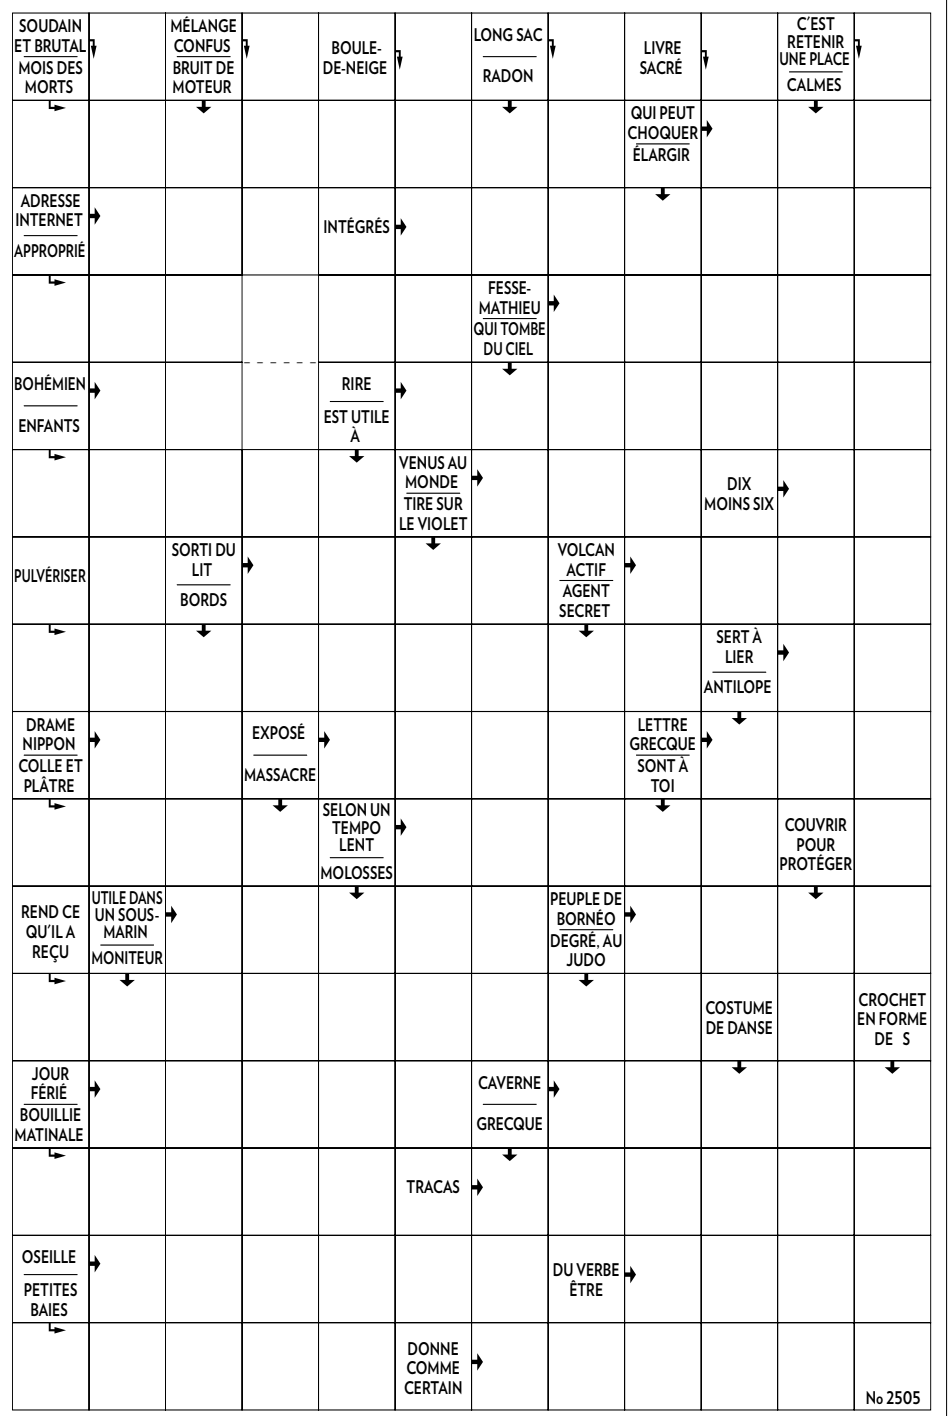 SOUDAIN
ET BRUTAL
MOIS DES
MORTS
MÉLANGE
CONFUS
BRUIT DE
MOTEUR
BOULE-
DE-NEIGE
LONG SAC
RADON
LIVRE
SACRÉ
C'EST
RETENIR
UNE PLACE
CALMES
QUI PEUT
CHOQUER
ÉLARGIR
ADRESSE
INTERNET
APPROPRIÉ
INTÉGRÉS
FESSE-
MATHIEU
QUI TOMBE
DU CIEL
BOHÉMIEN
ENFANTS
RIRE
EST UTILE
À
VENUS AU
MONDE
TIRE SUR
LE VIOLET
DIX
MOINS SIX
PULVÉRISER
SORTI DU
LIT
BORDS
VOLCAN
ACTIF
AGENT
SECRET
SERT À
LIER
ANTILOPE
DRAME
NIPPON
COLLE ET
PLÂTRE
EXPOSÉ
MASSACRE
LETTRE
GRECQUE
SONT À
TOI
SELON UN
TEMPO
LENT
MOLOSSES
COUVRIR
POUR
PROTÉGER
REND CE
QU'IL A
REÇU
UTILE DANS
UN SOUS-
MARIN
MONITEUR
PEUPLE DE
BORNÉO
DEGRÉ, AU
JUDO
COSTUME
DE DANSE
CROCHET
EN FORME
DE S
JOUR
FÉRIÉ
BOUILLIE
MATINALE
CAVERNE
GRECQUE
TRACAS
OSEILLE
PETITES
BAIES
DU VERBE
ÊTRE
DONNE
COMME
CERTAIN
No 2505